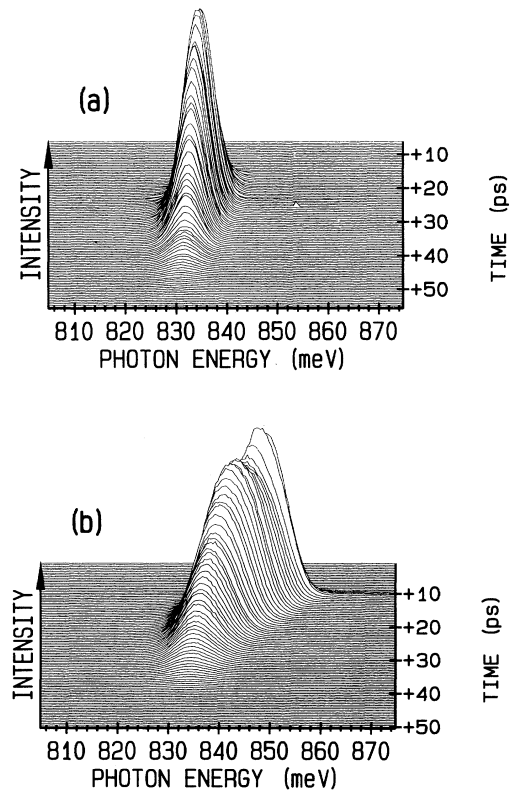 (a)
INTENSITY
+10
+20
+30
+40
+50
TIME (ps)
810 820 830 840 850 860 870
PHOTON ENERGY (meV)
(b)
INTENSITY
+10
+20
+30
+40
+50
TIME (ps)
810 820 830 840 850 860 870
PHOTON ENERGY (meV)